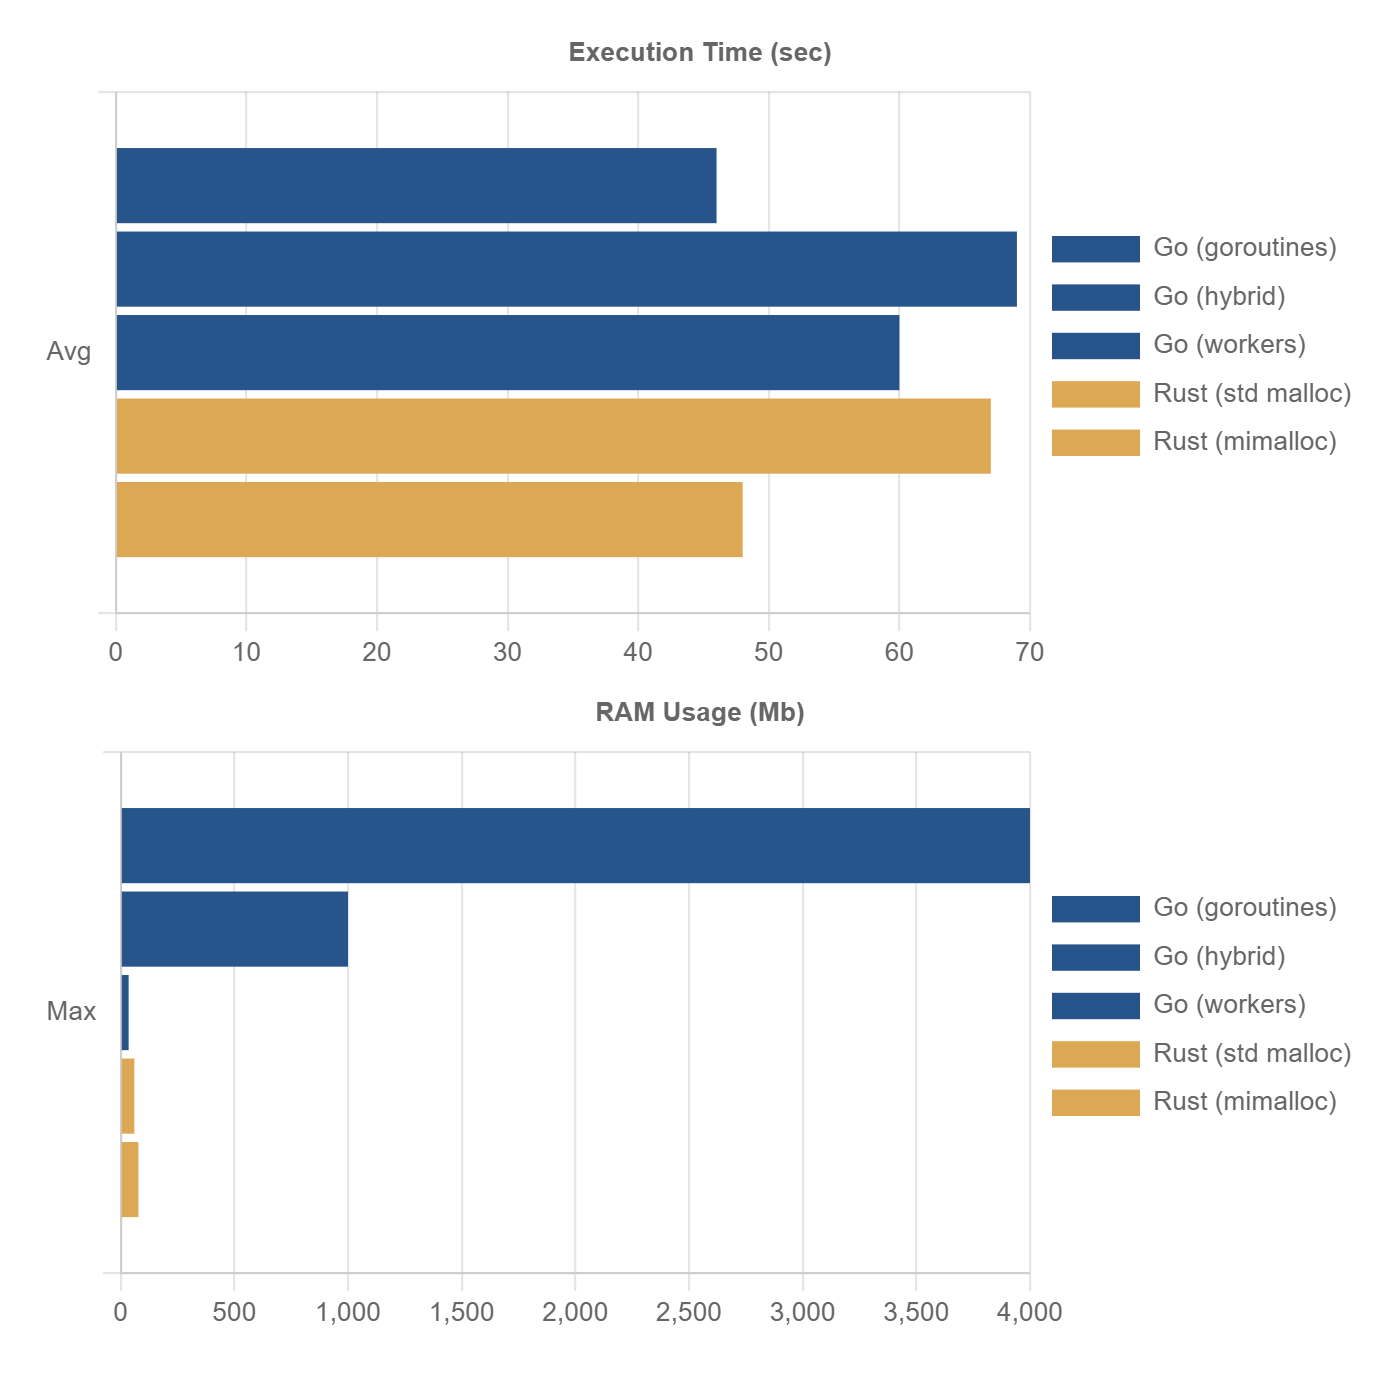 Execution Time (sec)
Avg
Go (goroutines)
Go (hybrid)
Go (workers)
Rust (std malloc)
Rust (mimalloc)
0 10 20 30 40 50 60 70
RAM Usage (Mb)
Max
Go (goroutines)
Go (hybrid)
Go (workers)
Rust (std malloc)
Rust (mimalloc)
0 500 1,000 1,500 2,000 2,500 3,000 3,500 4,000